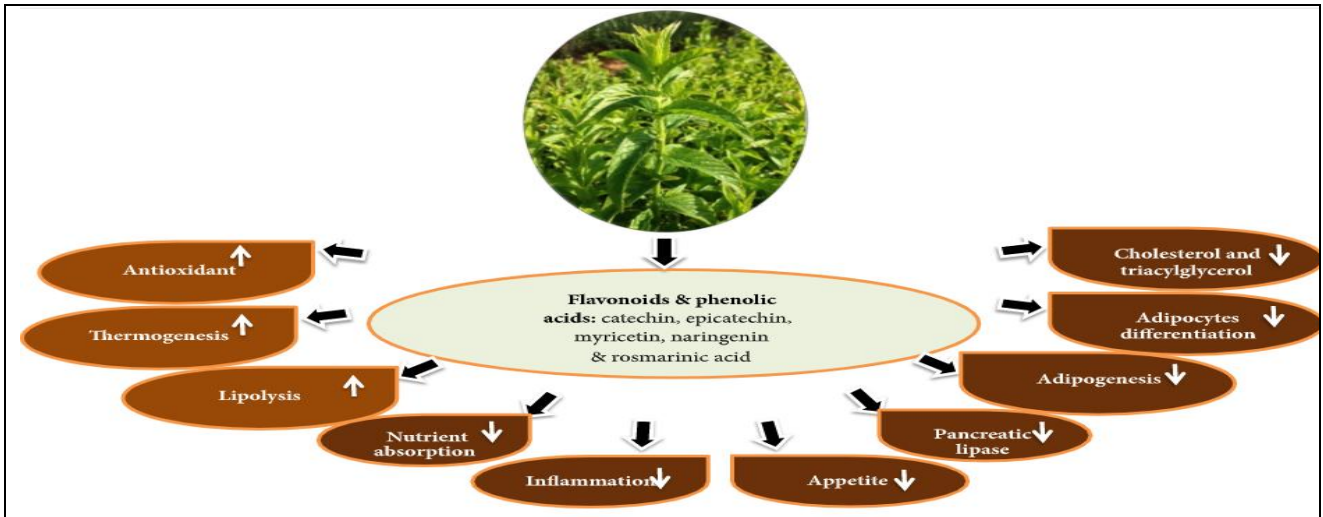 Flavonoids & phenolic
acids: catechin, epicatechin,
myricetin, naringenin
& rosmarinic acid
Antioxidant
Thermogenesis
Lipolysis
Nutrient
absorption
Inflammation
Appetite
Pancreatic
lipase
Adipogenesis
Adipocytes
differentiation
Cholesterol and
triacylglycerol